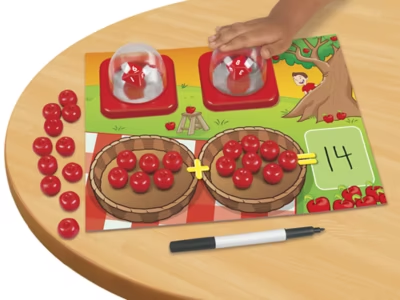 + = 14